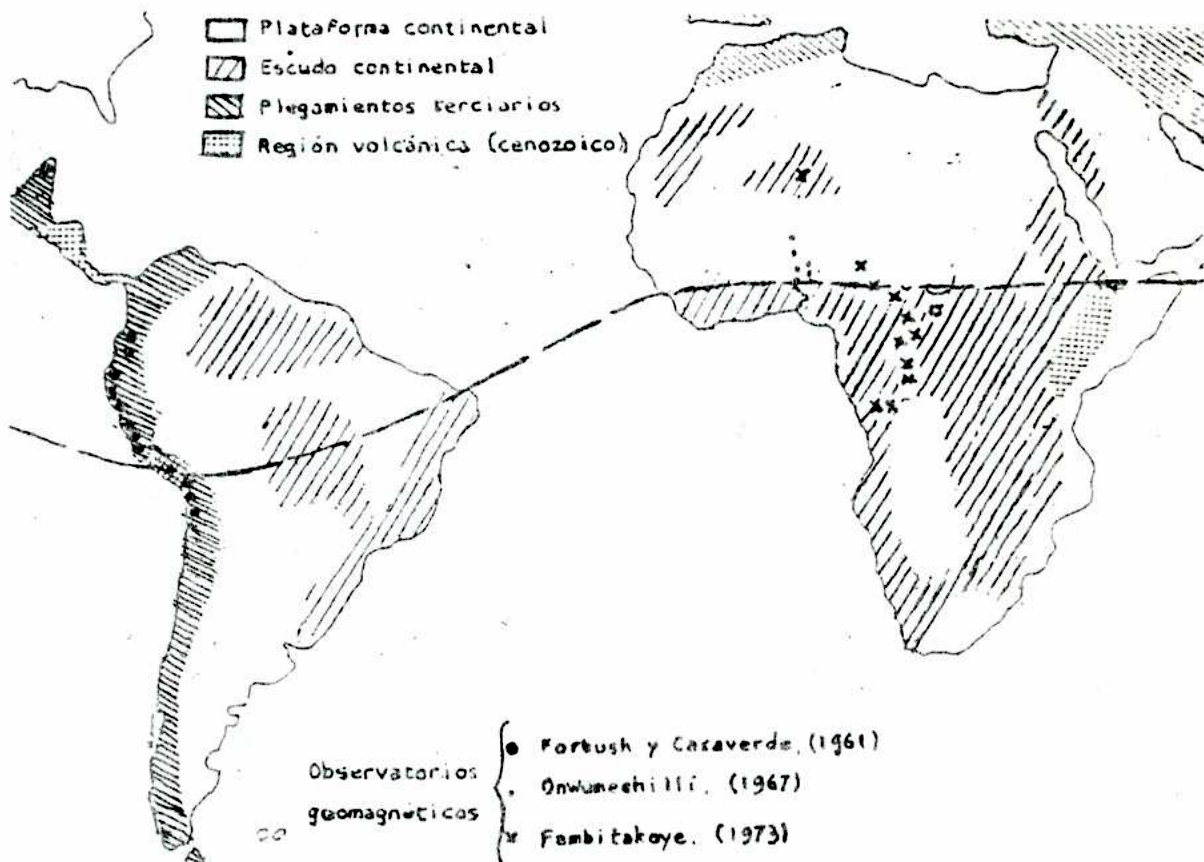 Plataforma continental
Escudo continental
Plegamientos terciarios
Región volcánica (cenozoico)
Observatorios
geomagnéticos
Forbush y Casaverde, (1961)
Onwumechilli, (1967)
Fambitakoye, (1973)